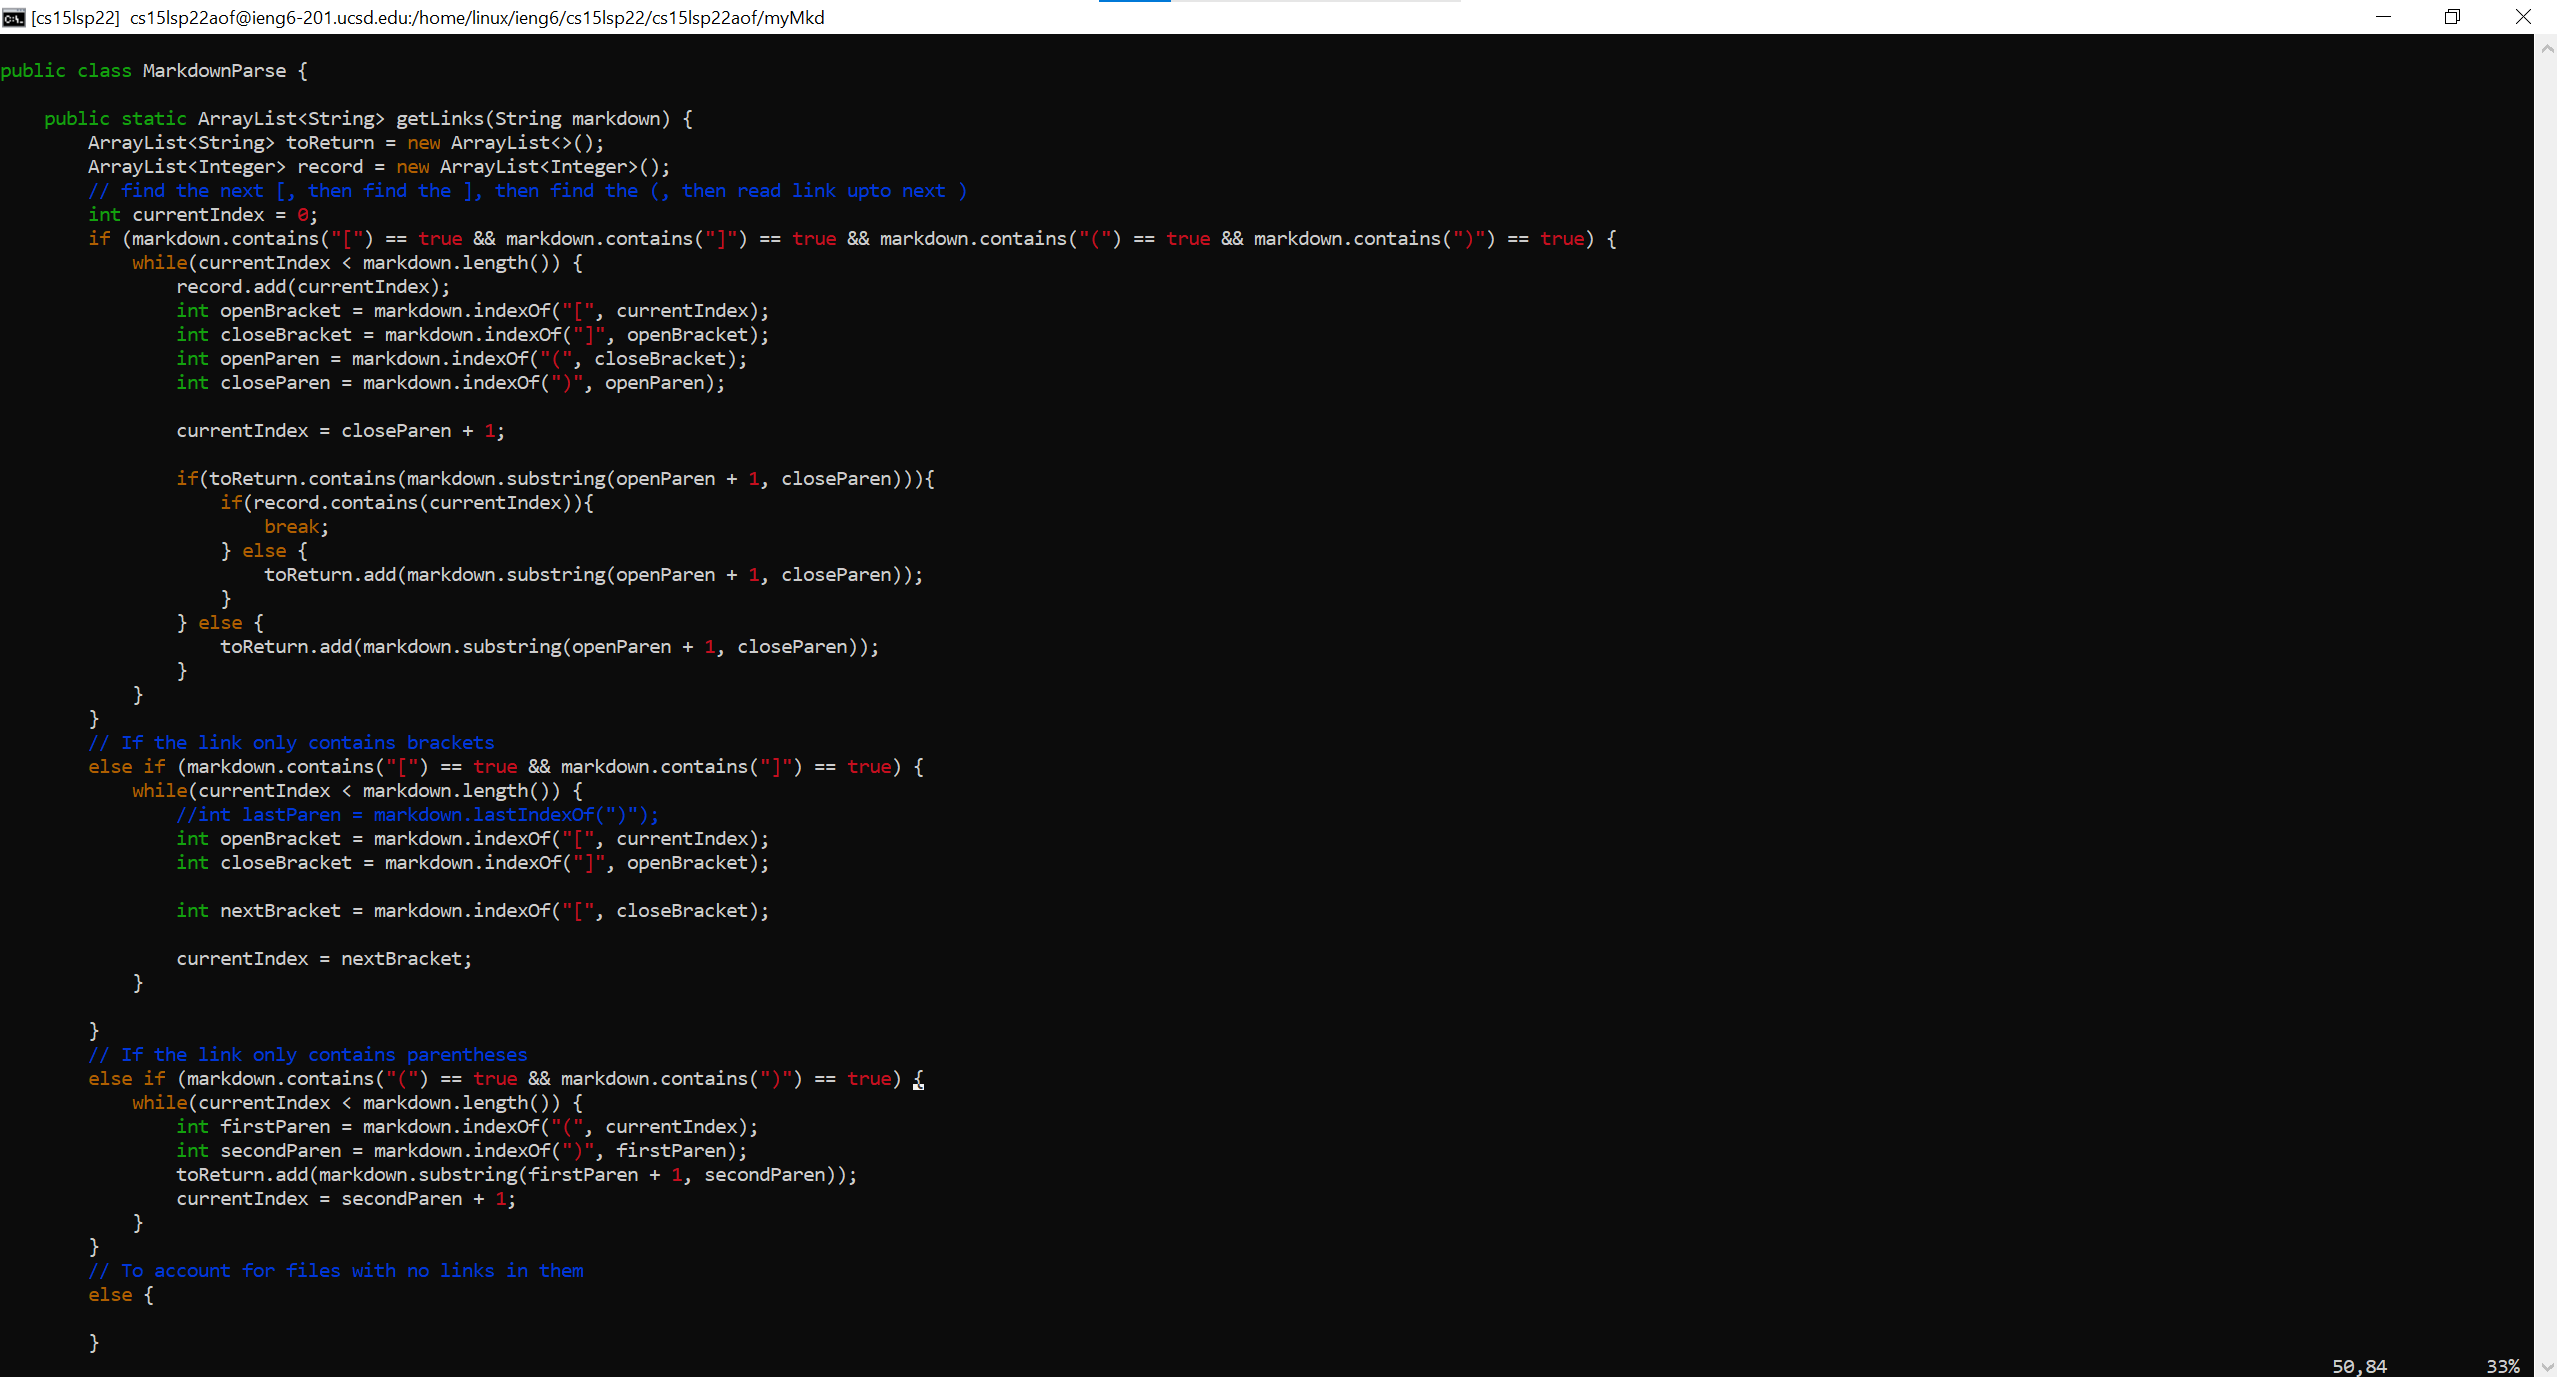 [cs15lsp22] cs15lsp22aof@ieng6-201.ucsd.edu:/home/linux/ieng6/cs15lsp22/cs15lsp22aof/myMkd
public class MarkdownParse {
    public static ArrayList<String> getLinks(String markdown) {
        ArrayList<String> toReturn = new ArrayList<>();
        ArrayList<Integer> record = new ArrayList<Integer>();
        // find the next [, then find the ], then find the (, then read link upto next )
        int currentIndex = 0;
        if (markdown.contains("[") == true && markdown.contains("]") == true && markdown.contains("(") == true && markdown.contains(")") == true) {
            while(currentIndex < markdown.length()) {
                record.add(currentIndex);
                int openBracket = markdown.indexOf("[", currentIndex);
                int closeBracket = markdown.indexOf("]", openBracket);
                int openParen = markdown.indexOf("(", closeBracket);
                int closeParen = markdown.indexOf(")", openParen);
                currentIndex = closeParen + 1;
                if(toReturn.contains(markdown.substring(openParen + 1, closeParen))){
                    if(record.contains(currentIndex)){
                        break;
                    } else {
                        toReturn.add(markdown.substring(openParen + 1, closeParen));
                    }
                } else {
                    toReturn.add(markdown.substring(openParen + 1, closeParen));
                }
            }
        }
        // If the link only contains brackets
        else if (markdown.contains("[") == true && markdown.contains("]") == true) {
            while(currentIndex < markdown.length()) {
                //int lastParen = markdown.lastIndexOf(")");
                int openBracket = markdown.indexOf("[", currentIndex);
                int closeBracket = markdown.indexOf("]", openBracket);
                int nextBracket = markdown.indexOf("[", closeBracket);
                currentIndex = nextBracket;
            }
        }
        // If the link only contains parentheses
        else if (markdown.contains("(") == true && markdown.contains(")") == true) {
            while(currentIndex < markdown.length()) {
                int firstParen = markdown.indexOf("(", currentIndex);
                int secondParen = markdown.indexOf(")", firstParen);
                toReturn.add(markdown.substring(firstParen + 1, secondParen));
                currentIndex = secondParen + 1;
            }
        }
        // To account for files with no links in them
        else {
        }
50,84 33%